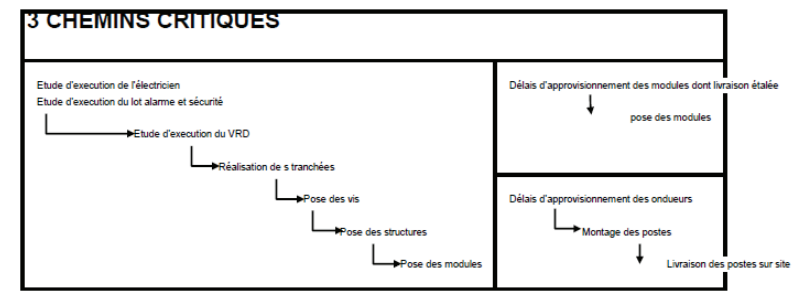 3 CHEMINS CRITIQUES
Etude d'execution de l'électricien
Etude d'execution du lot alarme et sécurité
Etude d'execution du VRD
Réalisation de s tranchées
Pose des vis
Pose des structures
Pose des modules
Délais d'approvisionnement des modules dont livraison étalée
pose des modules
Délais d'approvisionnement des ondueurs
Montage des postes
Livraison des postes sur site